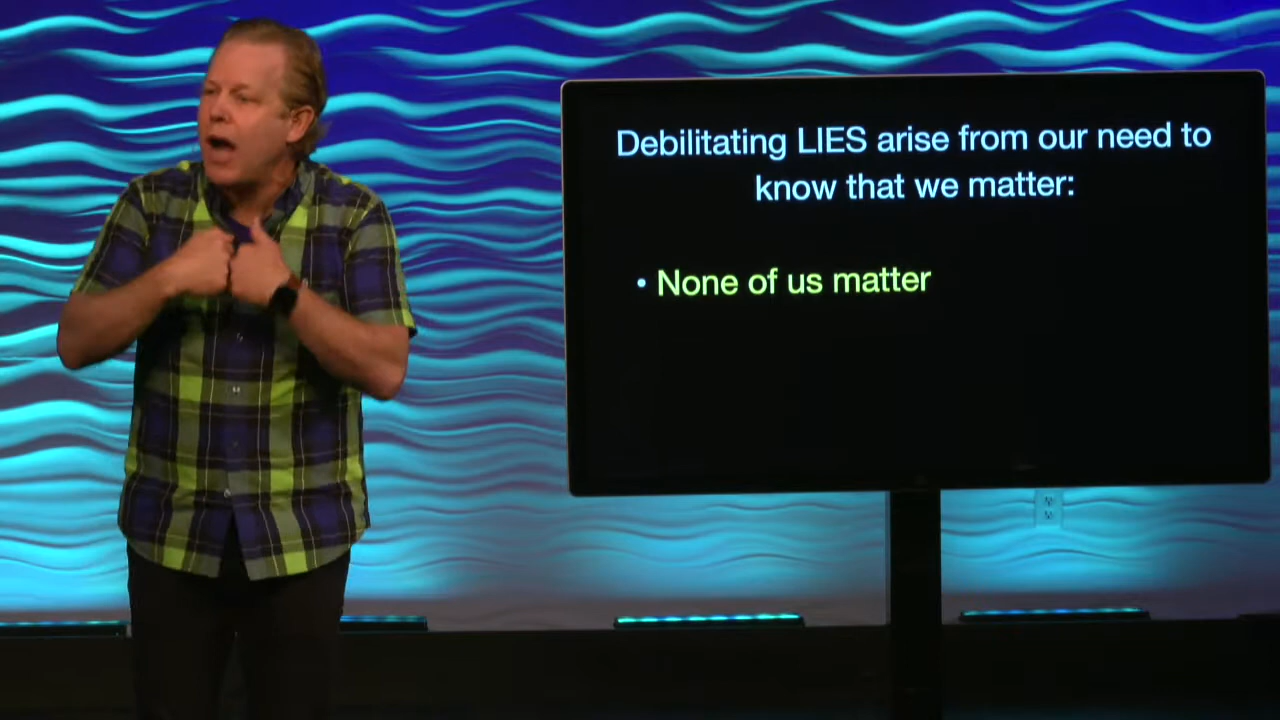 Debilitating LIES arise from our need to
know that we matter:
• None of us matter